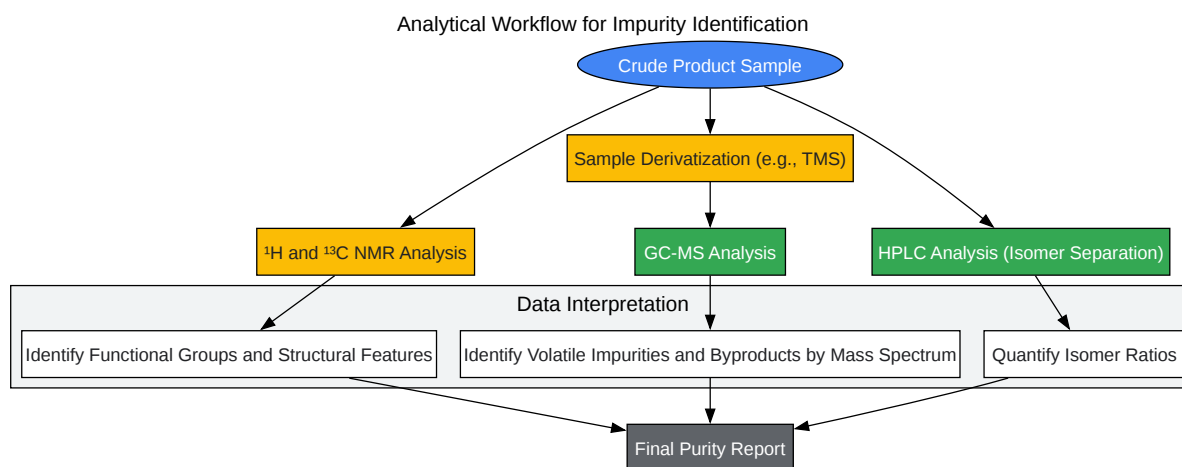 Analytical Workflow for Impurity Identification
Crude Product Sample
Sample Derivatization (e.g., TMS)
¹H and ¹³C NMR Analysis
GC-MS Analysis
HPLC Analysis (Isomer Separation)
Data Interpretation
Identify Functional Groups and Structural Features
Identify Volatile Impurities and Byproducts by Mass Spectrum
Quantify Isomer Ratios
Final Purity Report